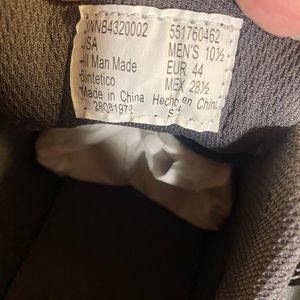 JNNB4320002 551760462
USA MEN'S 10½
All Man Made EUR 44
Sintetico MEX 28½
Made in China Hecho en China